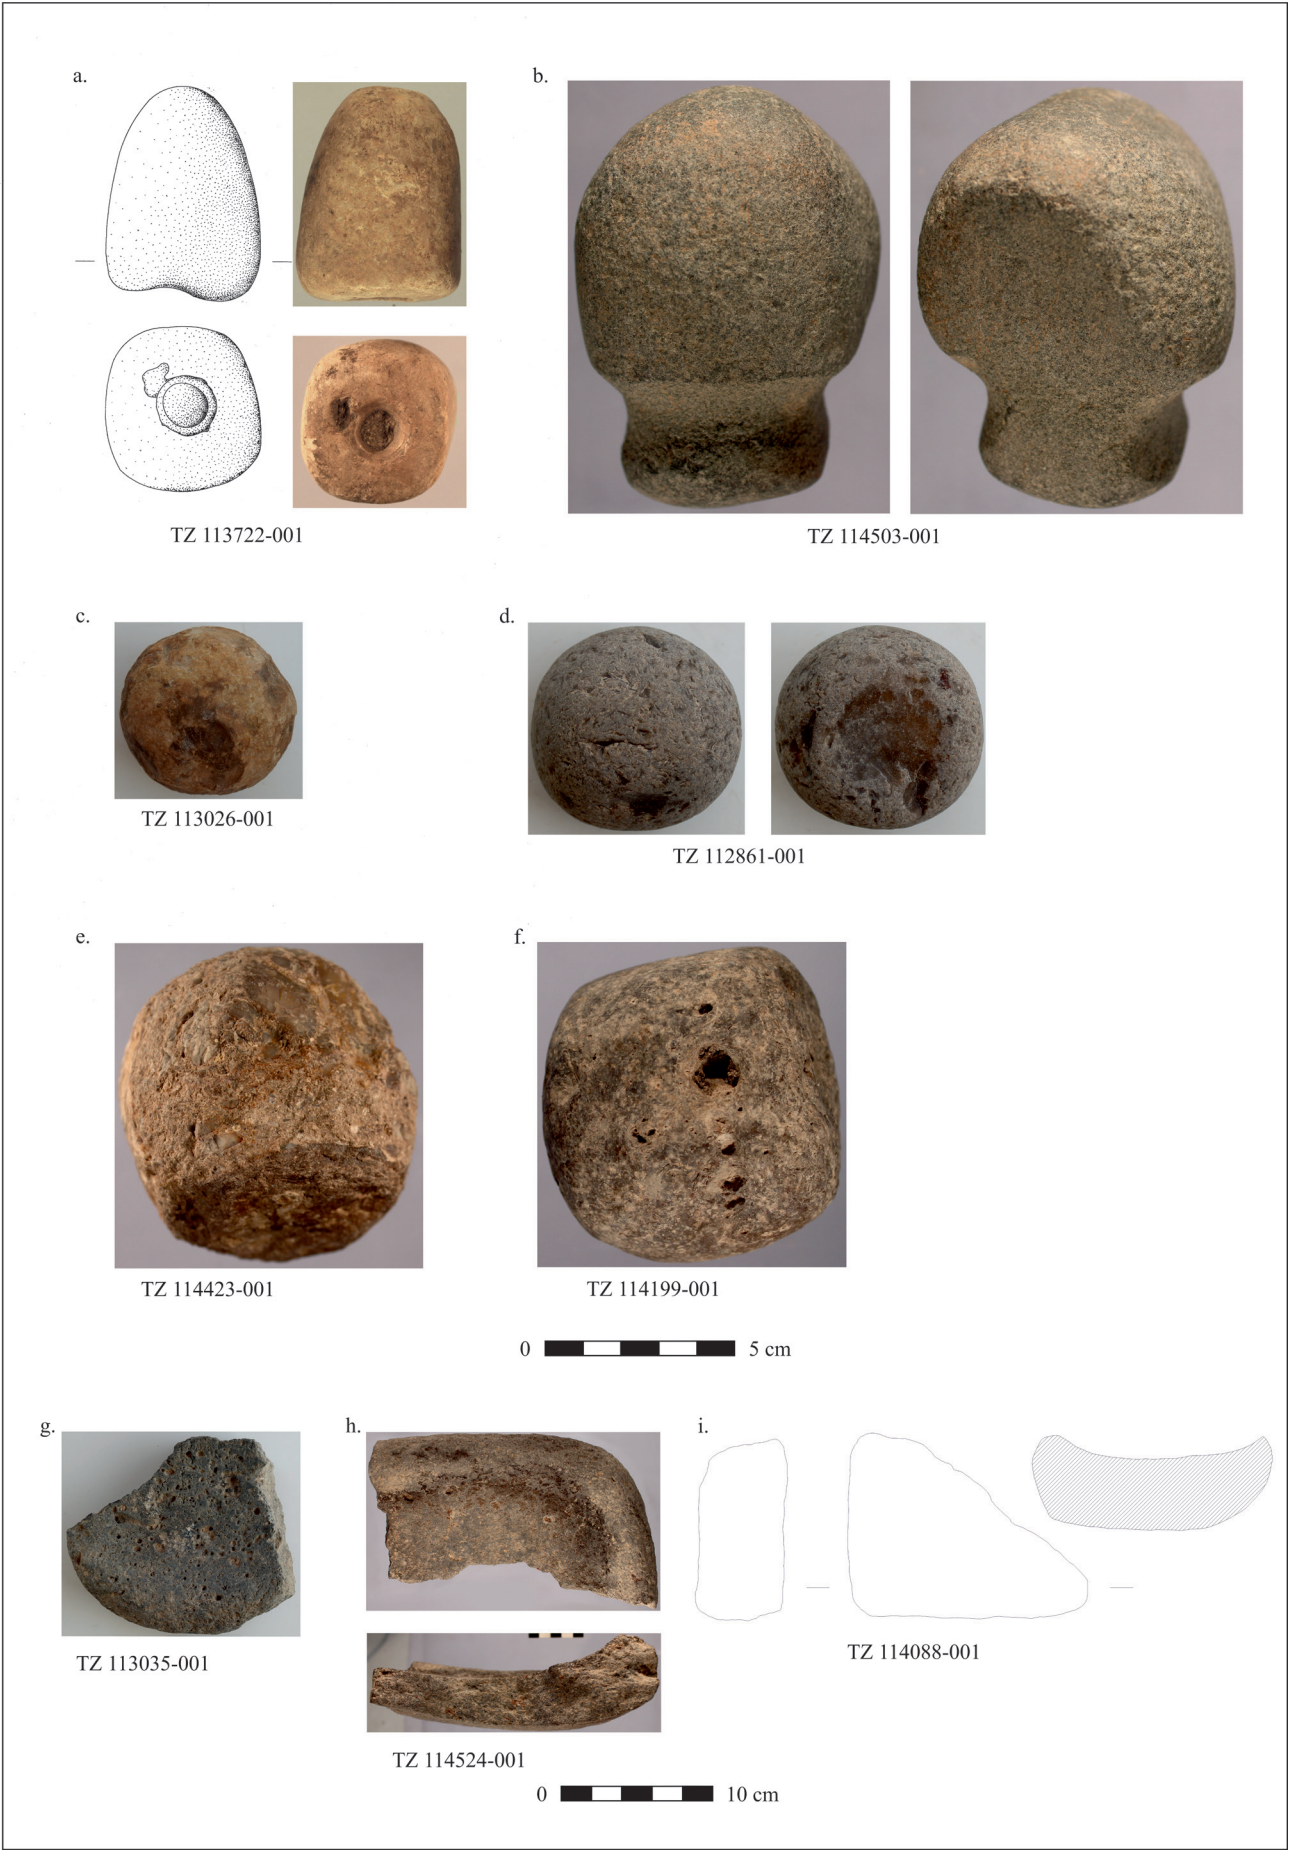 a.
b.
TZ 113722-001
TZ 114503-001
c.
d.
TZ 113026-001
TZ 112861-001
e.
f.
TZ 114423-001
TZ 114199-001
0 5 cm
g.
h.
i.
TZ 113035-001
TZ 114088-001
TZ 114524-001
0 10 cm